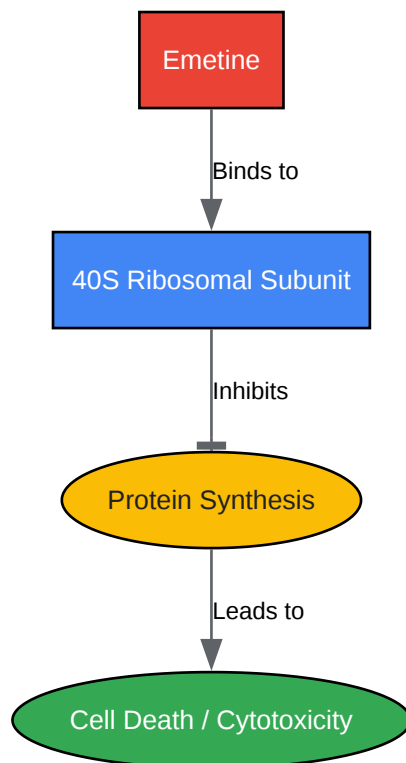 Emetine
Binds to
40S Ribosomal Subunit
Inhibits
Protein Synthesis
Leads to
Cell Death / Cytotoxicity